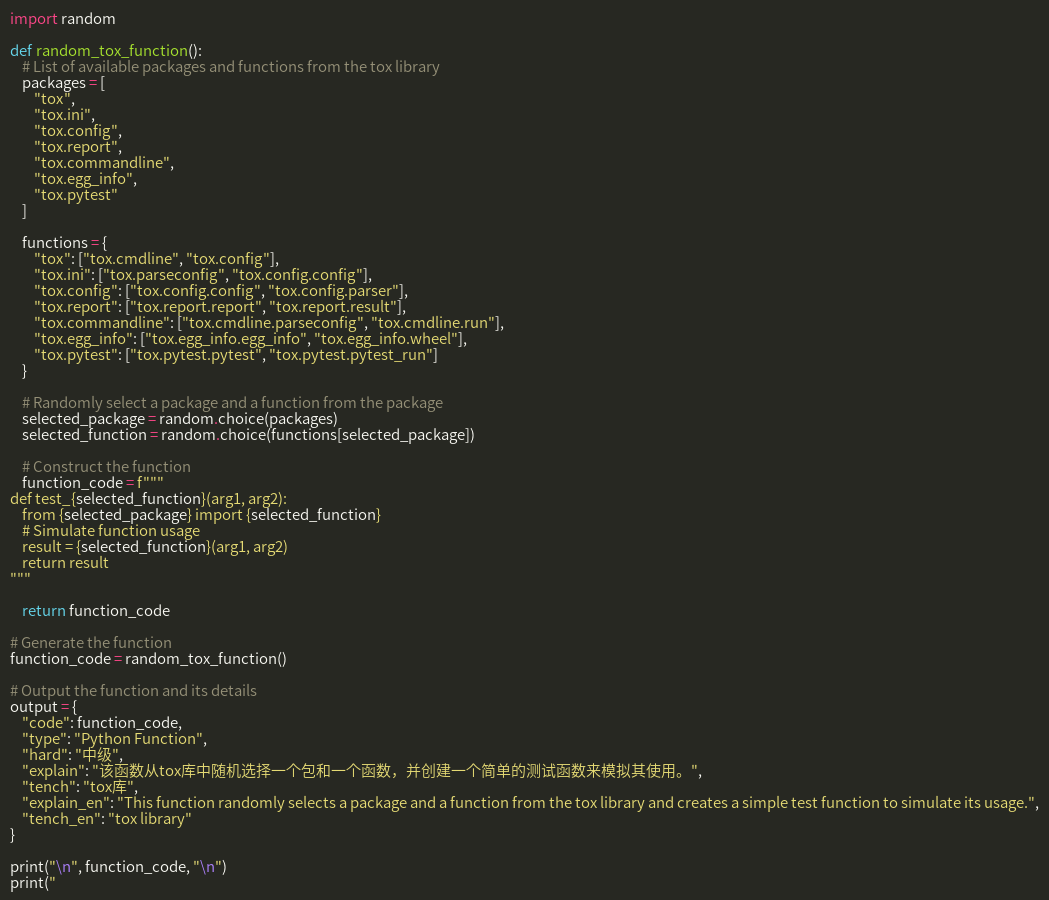 import random

def random_tox_function():
    # List of available packages and functions from the tox library
    packages = [
        "tox",
        "tox.ini",
        "tox.config",
        "tox.report",
        "tox.commandline",
        "tox.egg_info",
        "tox.pytest"
    ]

    functions = {
        "tox": ["tox.cmdline", "tox.config"],
        "tox.ini": ["tox.parseconfig", "tox.config.config"],
        "tox.config": ["tox.config.config", "tox.config.parser"],
        "tox.report": ["tox.report.report", "tox.report.result"],
        "tox.commandline": ["tox.cmdline.parseconfig", "tox.cmdline.run"],
        "tox.egg_info": ["tox.egg_info.egg_info", "tox.egg_info.wheel"],
        "tox.pytest": ["tox.pytest.pytest", "tox.pytest.pytest_run"]
    }

    # Randomly select a package and a function from the package
    selected_package = random.choice(packages)
    selected_function = random.choice(functions[selected_package])

    # Construct the function
    function_code = f"""
def test_{selected_function}(arg1, arg2):
    from {selected_package} import {selected_function}
    # Simulate function usage
    result = {selected_function}(arg1, arg2)
    return result
"""

    return function_code

# Generate the function
function_code = random_tox_function()

# Output the function and its details
output = {
    "code": function_code,
    "type": "Python Function",
    "hard": "中级",
    "explain": "该函数从tox库中随机选择一个包和一个函数，并创建一个简单的测试函数来模拟其使用。",
    "tench": "tox库",
    "explain_en": "This function randomly selects a package and a function from the tox library and creates a simple test function to simulate its usage.",
    "tench_en": "tox library"
}

print("\n", function_code, "\n")
print("